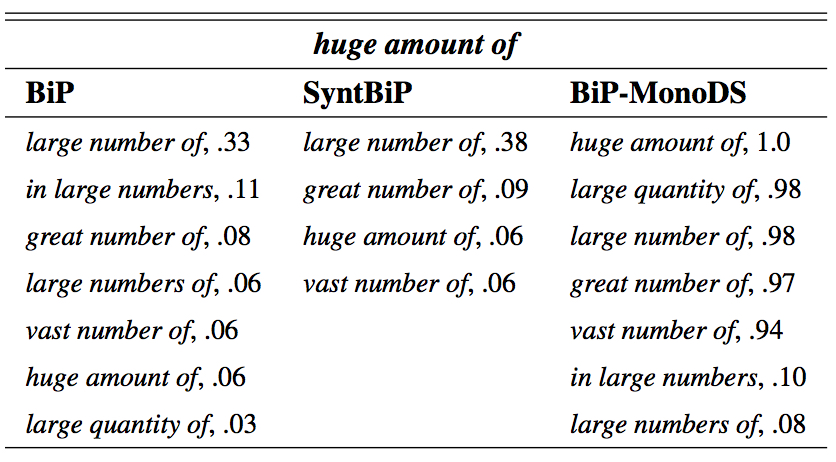 huge amount of
BiP SyntBiP BiP-MonoDS
large number of, .33 large number of, .38 huge amount of, 1.0
in large numbers, .11 great number of, .09 large quantity of, .98
great number of, .08 huge amount of, .06 large number of, .98
large numbers of, .06 vast number of, .06 great number of, .97
vast number of, .06 vast number of, .94
huge amount of, .06 in large numbers, .10
large quantity of, .03 large numbers of, .08